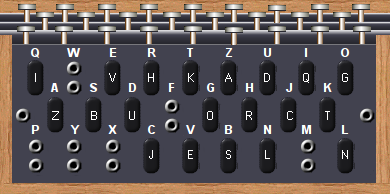 Q W E R T Z U I O
I V H K A D Q G
A S D F G H J K
Z B U O R C T
P Y X C V B N M L
J E S L N